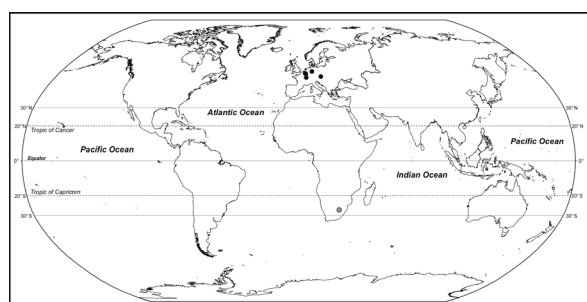 30°N
30°N
Atlantic Ocean
20°N
20°N
Tropic of Cancer
Pacific Ocean
Pacific Ocean
Equator
0°
0°
Indian Ocean
Tropic of Capricorn
20°S
20°S
30°S
30°S